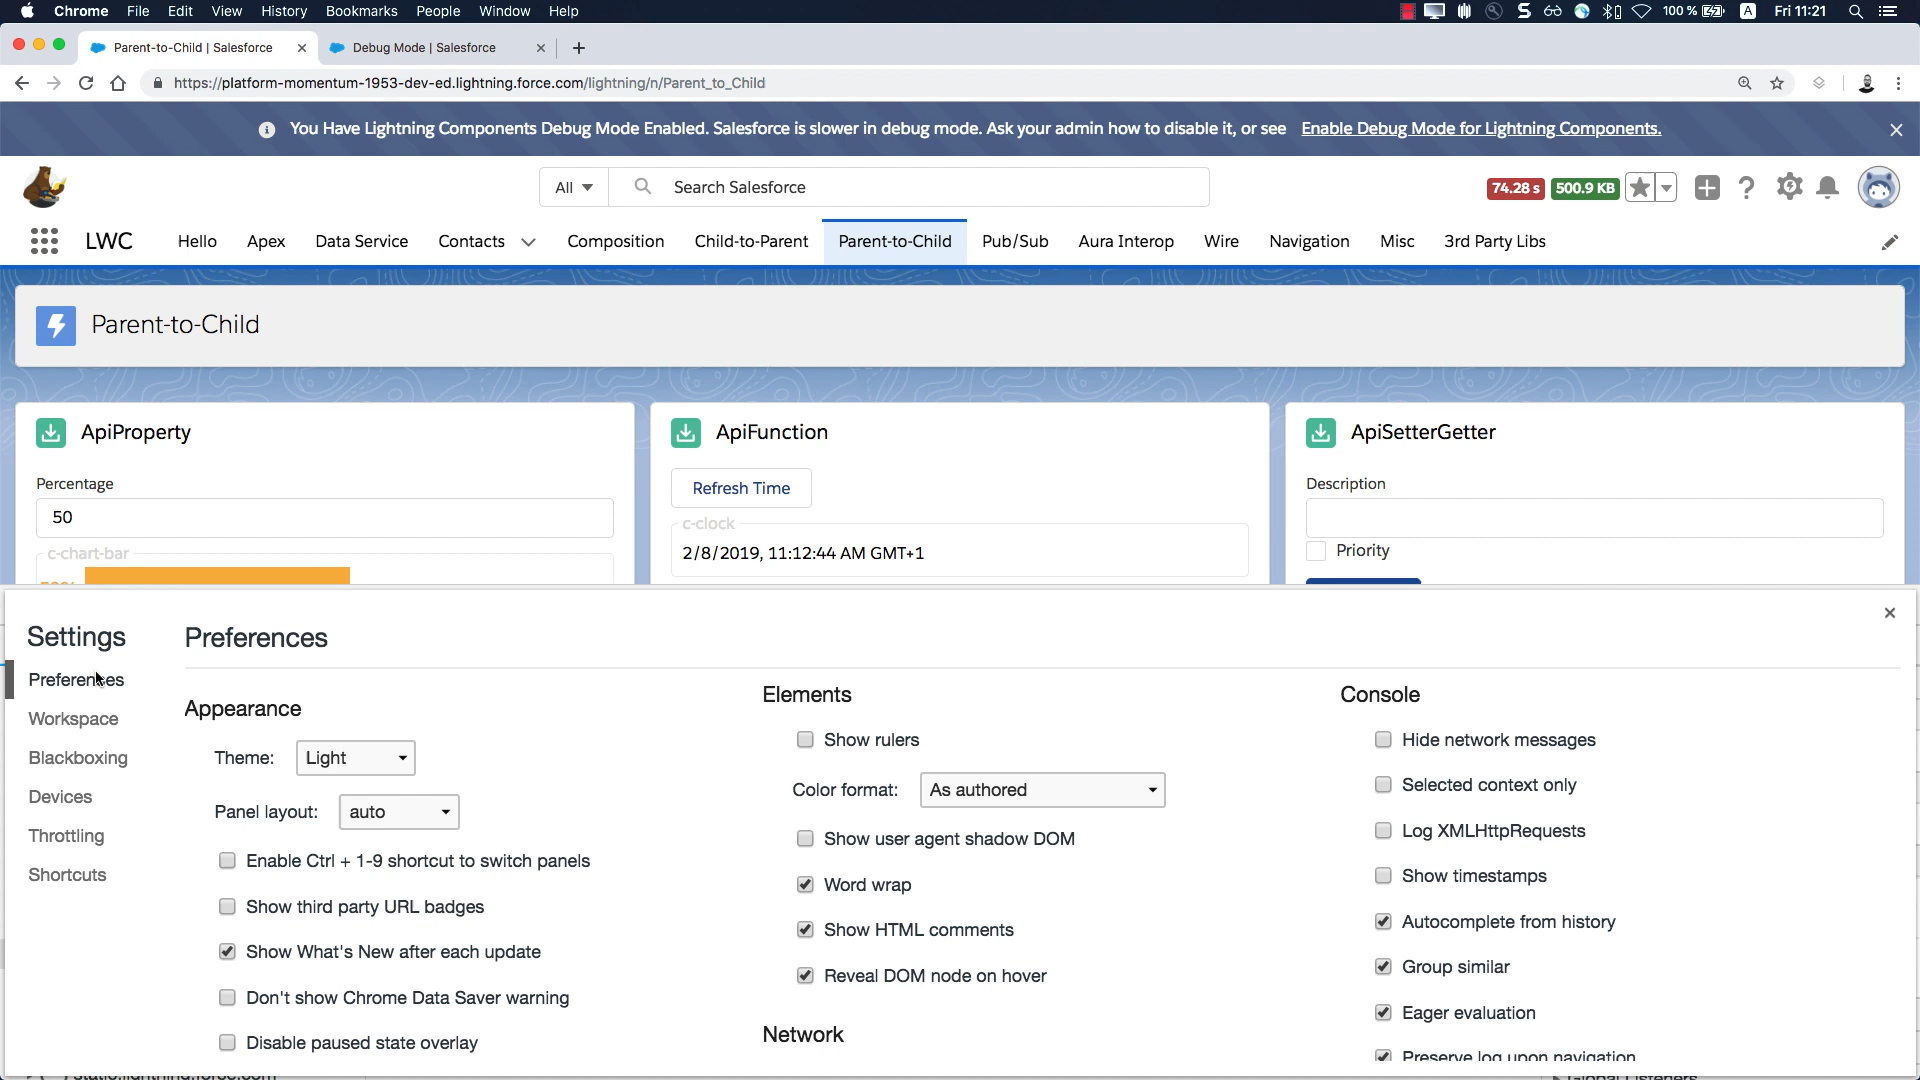 Chrome File Edit View History Bookmarks People Window Help 100 % A Fri 11:21
Parent-to-Child | Salesforce Debug Mode | Salesforce
https://platform-momentum-1953-dev-ed.lightning.force.com/lightning/n/Parent_to_Child
You Have Lightning Components Debug Mode Enabled. Salesforce is slower in debug mode. Ask your admin how to disable it, or see Enable Debug Mode for Lightning Components.
All Search Salesforce 74.28 s 500.9 KB
LWC Hello Apex Data Service Contacts Composition Child-to-Parent Parent-to-Child Pub/Sub Aura Interop Wire Navigation Misc 3rd Party Libs
Parent-to-Child
ApiProperty ApiFunction ApiSetterGetter
Percentage Refresh Time Description
50
c-chart-bar c-clock
2/8/2019, 11:12:44 AM GMT+1 Priority
Settings Preferences
Preferences
Workspace
Blackboxing
Devices
Throttling
Shortcuts
Appearance
Theme: Light
Panel layout: auto
Enable Ctrl + 1-9 shortcut to switch panels
Show third party URL badges
Show What's New after each update
Don't show Chrome Data Saver warning
Disable paused state overlay
Elements
Show rulers
Color format: As authored
Show user agent shadow DOM
Word wrap
Show HTML comments
Reveal DOM node on hover
Network
Console
Hide network messages
Selected context only
Log XMLHttpRequests
Show timestamps
Autocomplete from history
Group similar
Eager evaluation
Preserve log upon navigation